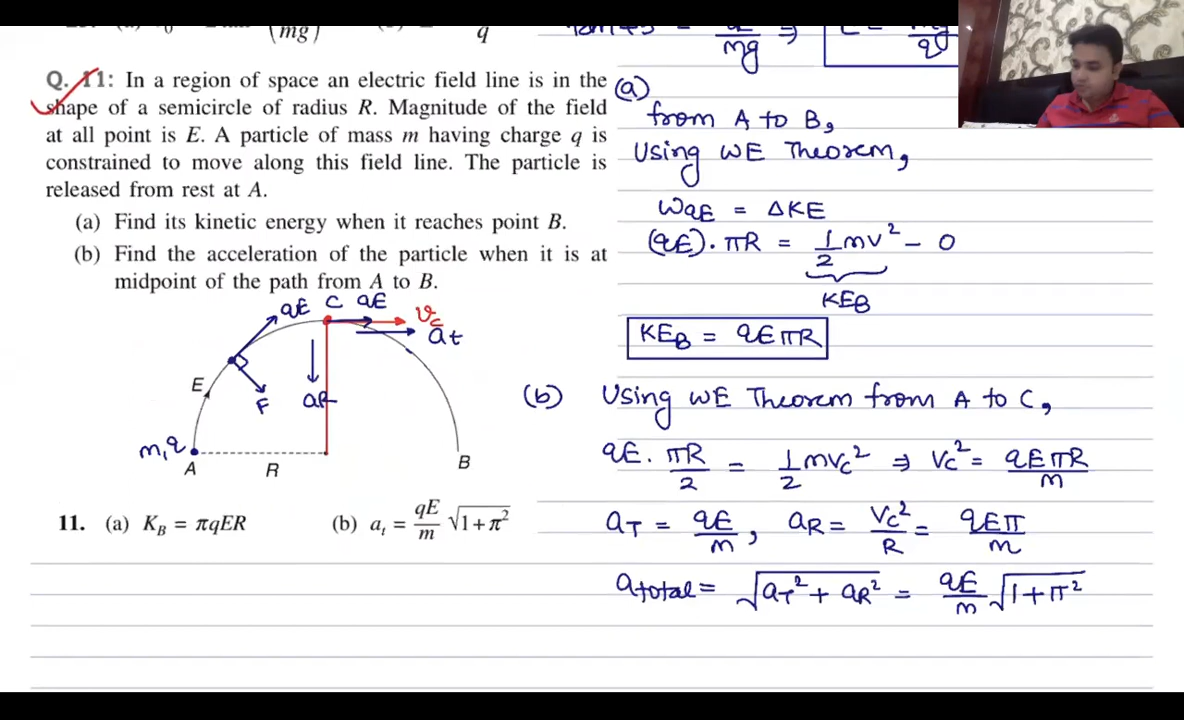 (mg)
q
mg
q
Q. 11: In a region of space an electric field line is in the
shape of a semicircle of radius R. Magnitude of the field
at all point is E. A particle of mass m having charge q is
constrained to move along this field line. The particle is
released from rest at A.
(a) Find its kinetic energy when it reaches point B.
(b) Find the acceleration of the particle when it is at
midpoint of the path from A to B.
qE C qE
Vc
at
E
F
aR
m, q
A
R
B
11. (a) K_B = πqER (b) a_t = qE/m √(1+π²)
(a)
from A to B,
Using WE Theorem,
W_qE = ΔKE
(qE). πR = 1/2 mv² - 0
KE_B
KE_B = qEπR
(b) Using WE Theorem from A to C,
qE. πR/2 = 1/2 mVc² ⇒ Vc² = qEπR/m
a_T = qE/m, a_R = Vc²/R = qEπ/m
a_total = √(a_T² + a_R²) = qE/m √(1+π²)